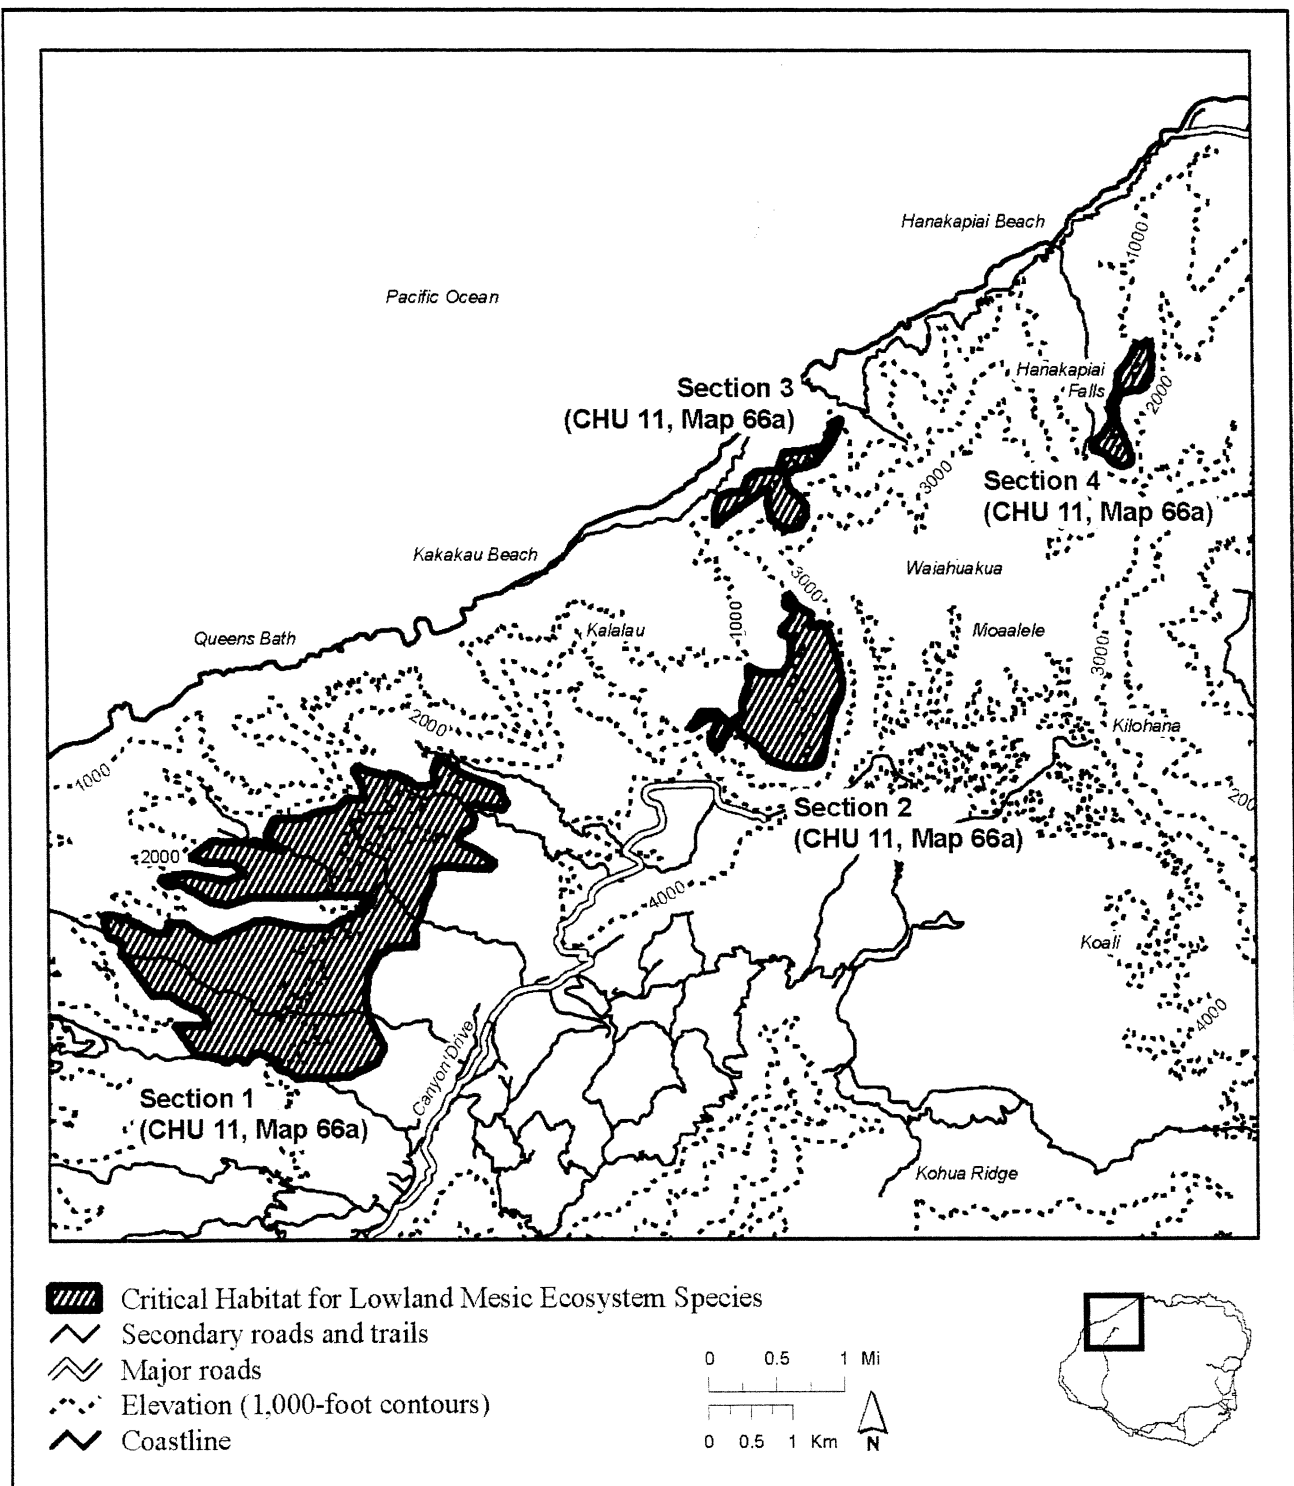 Hanakapiai Beach
1000
Pacific Ocean
Hanakapiai
Falls
2000
Section 3
(CHU 11, Map 66a)
3000
Section 4
(CHU 11, Map 66a)
Kakakau Beach
Waiahuakua
3000
1000
Queens Bath
Kalalau
Moaalele
3000
2000
Kilohana
1000
200
Section 2
(CHU 11, Map 66a)
2000
4000
Koali
4000
Canyon Drive
Section 1
(CHU 11, Map 66a)
Kohua Ridge
Critical Habitat for Lowland Mesic Ecosystem Species
Secondary roads and trails
Major roads
Elevation (1,000-foot contours)
Coastline
0 0.5 1 Mi
0 0.5 1 Km
N